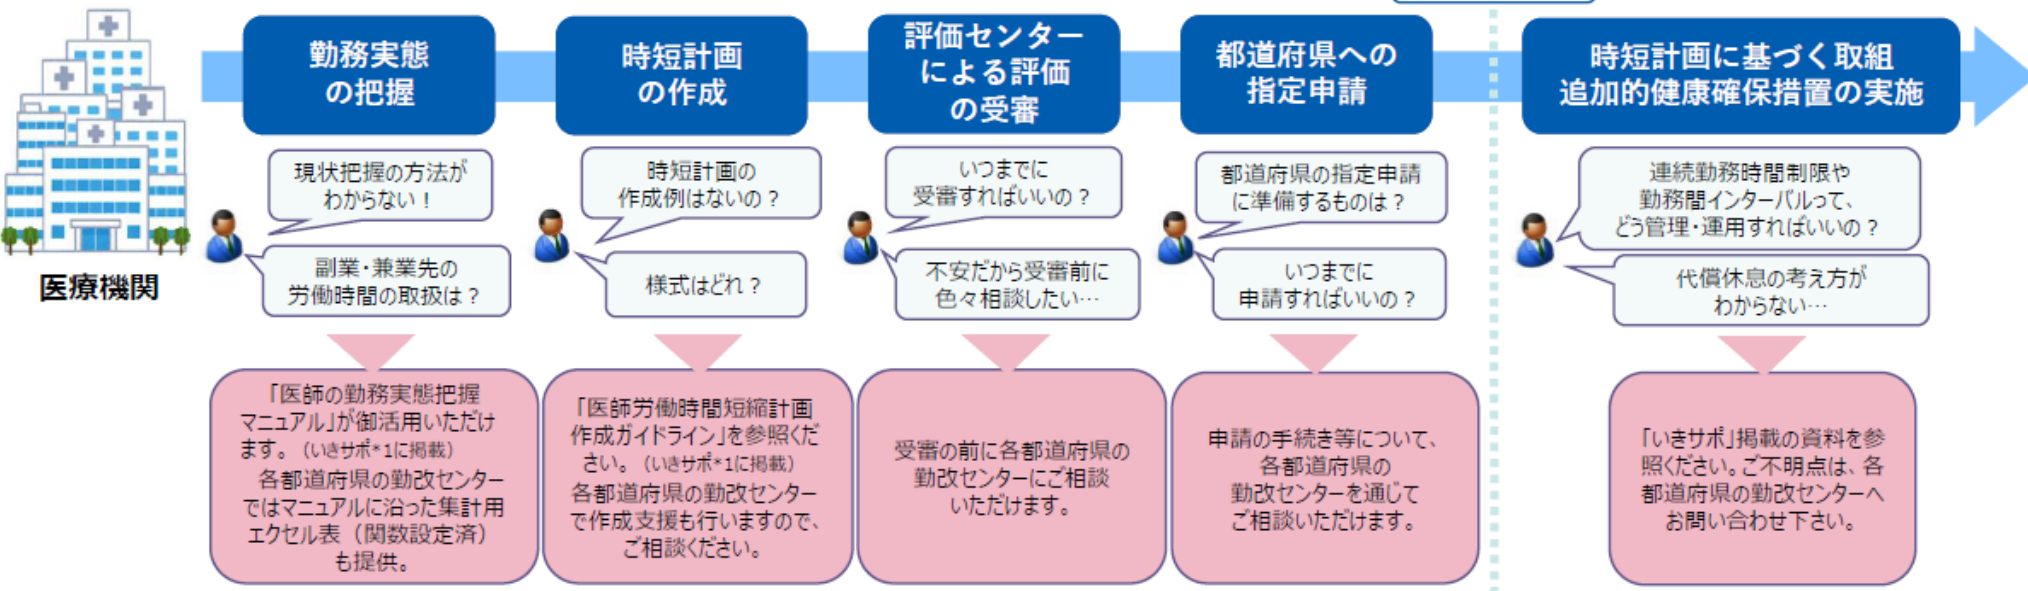 医療機関
勤務実態
の把握
時短計画
の作成
評価センター
による評価
の受審
都道府県への
指定申請
時短計画に基づく取組
追加的健康確保措置の実施
現状把握の方法が
わからない！
副業・兼業先の
労働時間の取扱は？
時短計画の
作成例はないの？
様式はどれ？
いつまでに
受審すればいいの？
不安だから受審前に
色々相談したい…
都道府県の指定申請
に準備するものは？
いつまでに
申請すればいいの？
連続勤務時間制限や
勤務間インターバルって、
どう管理・運用すればいいの？
代償休息の考え方が
わからない…
「医師の勤務実態把握
マニュアル」が御活用いただけ
ます。（いきサポ*1に掲載）
各都道府県の勤改センター
ではマニュアルに沿った集計用
エクセル表（関数設定済）
も提供。
「医師労働時間短縮計画
作成ガイドライン」を参照くだ
さい。（いきサポ*1に掲載）
各都道府県の勤改センター
で作成支援も行いますので、
ご相談ください。
受審の前に各都道府県の
勤改センターにご相談
いただけます。
申請の手続き等について、
各都道府県の
勤改センターを通じて
ご相談いただけます。
「いきサポ」掲載の資料を参
照ください。ご不明点は、各
都道府県の勤改センターへ
お問い合わせ下さい。